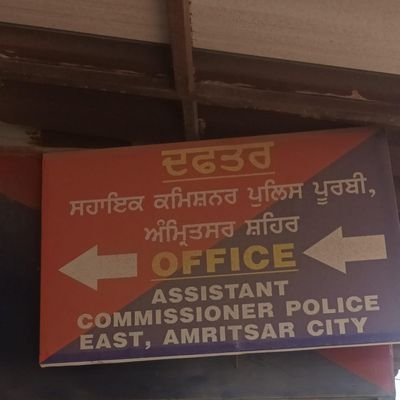 ਦਫਤਰ
ਸਹਾਇਕ ਕਮਿਸ਼ਨਰ ਪੁਲਿਸ ਪੂਰਬੀ,
ਅੰਮ੍ਰਿਤਸਰ ਸ਼ਹਿਰ
OFFICE
ASSISTANT
COMMISSIONER POLICE
EAST, AMRITSAR CITY